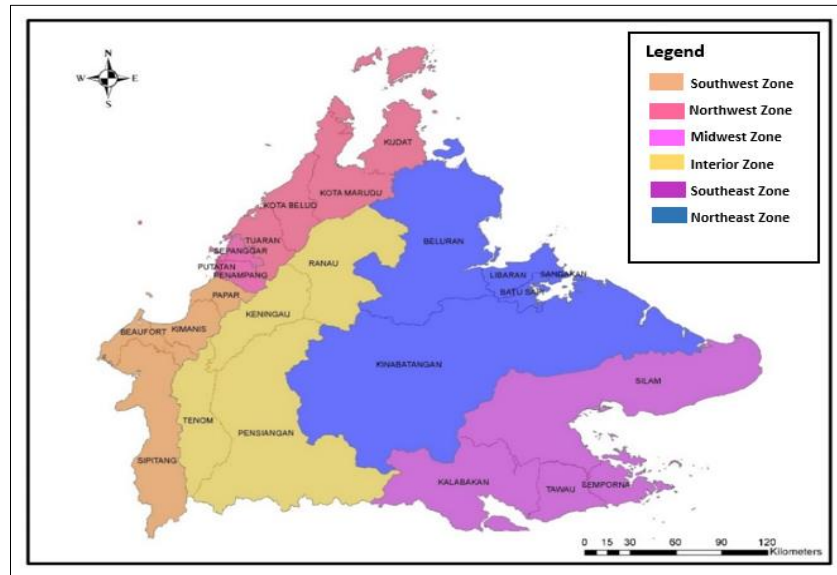 N
W E
S
Legend
Southwest Zone
Northwest Zone
Midwest Zone
Interior Zone
Southeast Zone
Northeast Zone
KUDAT
KOTA MARUDU
KOTA BELUD
TUARAN
SEPANGGAR
PUTATAN
PENAMPANG
RANAU
BELURAN
LIBARAN
SANDAKAN
BATU SAPI
PAPAR
KENINGAU
BEAUFORT
KIMANIS
KINABATANGAN
SILAM
TENOM
PENSIANGAN
SIPITANG
KALABAKAN
TAWAU
SEMPORNA
0 15 30 60 90 120
Kilometers